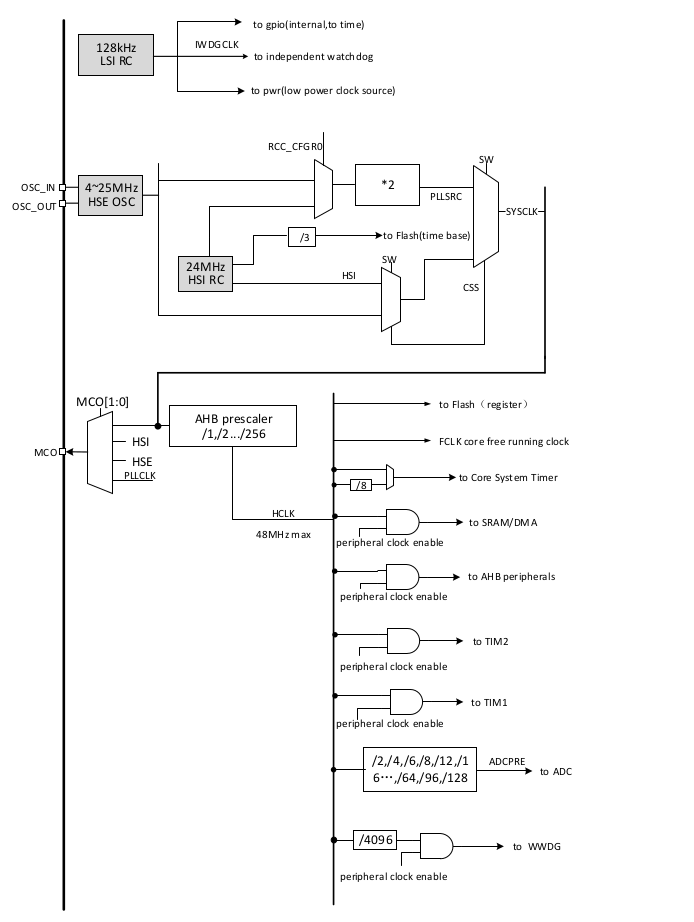 to gpio(internal,to time)
128kHz
LSI RC
IWDGCLK
to independent watchdog
to pwr(low power clock source)
RCC_CFGR0
SW
OSC_IN
OSC_OUT
4~25MHz
HSE OSC
*2
PLLSRC
SYSCLK
/3
to Flash(time base)
24MHz
HSI RC
SW
HSI
CSS
MCO[1:0]
AHB prescaler
/1,/2.../256
to Flash（register）
HSI
FCLK core free running clock
MCO
HSE
PLLCLK
/8
to Core System Timer
HCLK
48MHz max
to SRAM/DMA
peripheral clock enable
to AHB peripherals
peripheral clock enable
to TIM2
peripheral clock enable
to TIM1
peripheral clock enable
/2,/4,/6,/8,/12,/1
6···,/64,/96,/128
ADCPRE
to ADC
/4096
to WWDG
peripheral clock enable